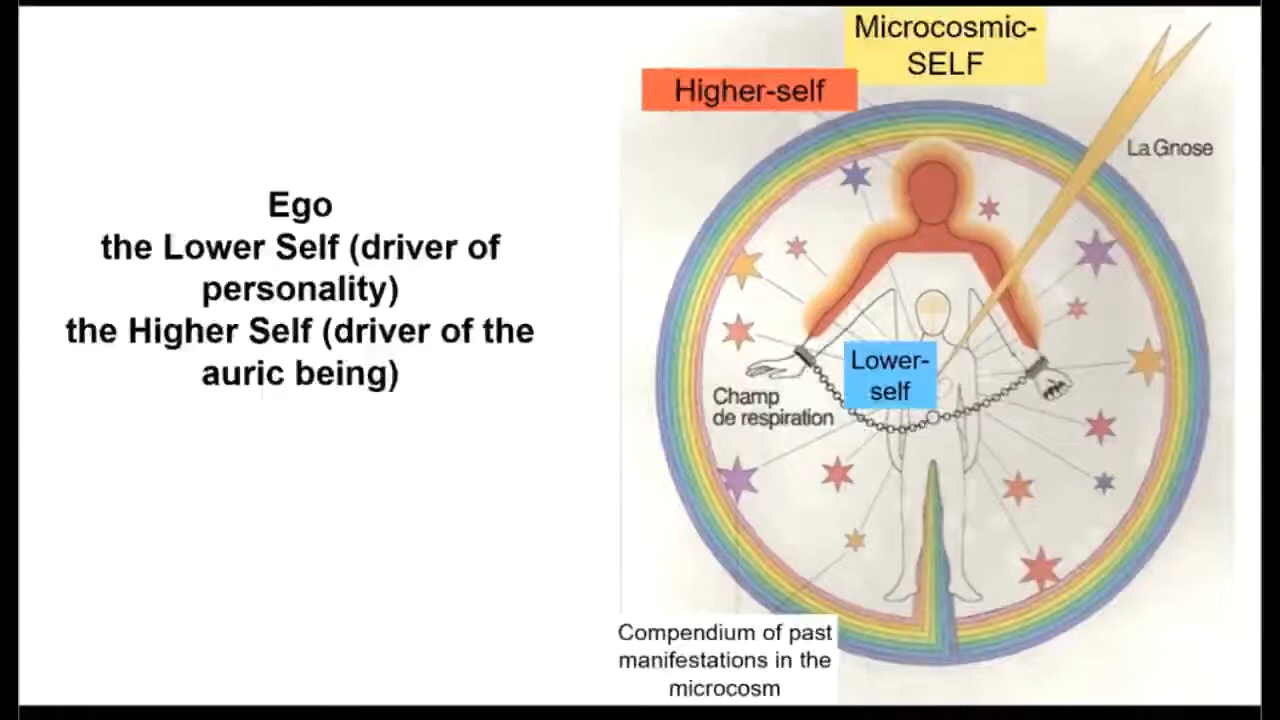 Ego
the Lower Self (driver of
personality)
the Higher Self (driver of the
auric being)
Microcosmic-
SELF
Higher-self
La Gnose
Lower-
self
Champ
de respiration
Compendium of past
manifestations in the
microcosm